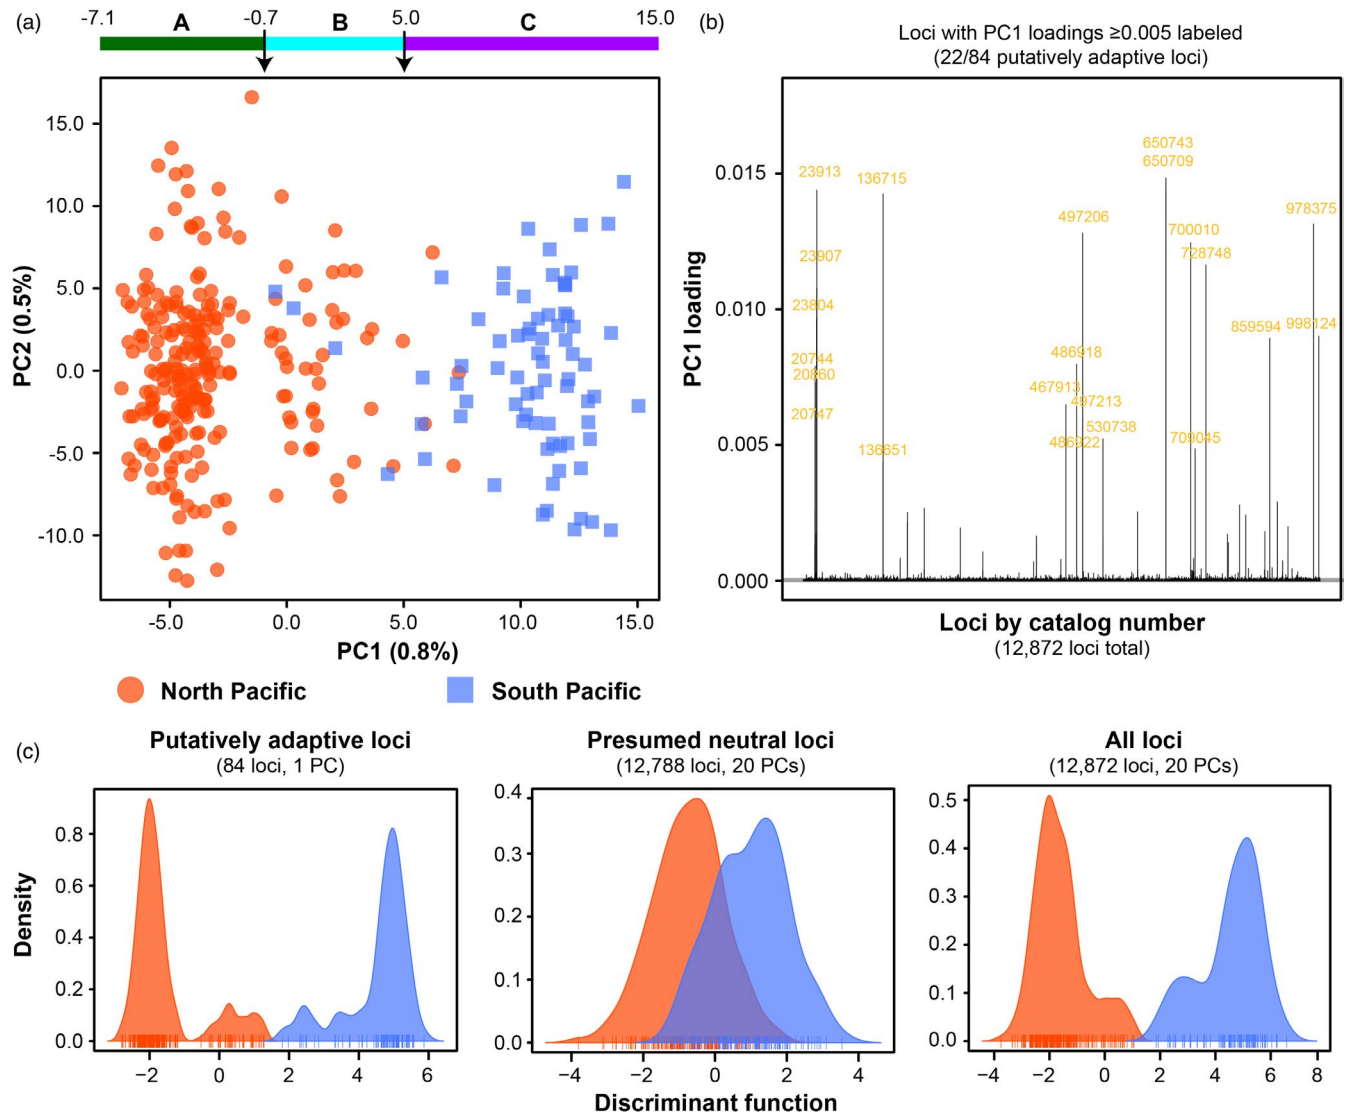 (a)
-7.1 A -0.7 B 5.0 C 15.0
15.0
10.0
5.0
0.0
-5.0
-10.0
PC2 (0.5%)
-5.0 0.0 5.0 10.0 15.0
PC1 (0.8%)
North Pacific South Pacific
(b)
Loci with PC1 loadings ≥0.005 labeled
(22/84 putatively adaptive loci)
0.015
0.010
0.005
0.000
PC1 loading
650743
650709
23913
136715
978375
497206
700010
728748
23907
23804
859594
998124
486918
20744
20860
467913
497213
20747
530738
709045
486922
136651
Loci by catalog number
(12,872 loci total)
(c)
Putatively adaptive loci
(84 loci, 1 PC)
0.8
0.6
0.4
0.2
0.0
Density
−2 0 2 4 6
Presumed neutral loci
(12,788 loci, 20 PCs)
0.4
0.3
0.2
0.1
0.0
−4 −2 0 2 4
Discriminant function
All loci
(12,872 loci, 20 PCs)
0.5
0.4
0.3
0.2
0.1
0.0
−4 −2 0 2 4 6 8